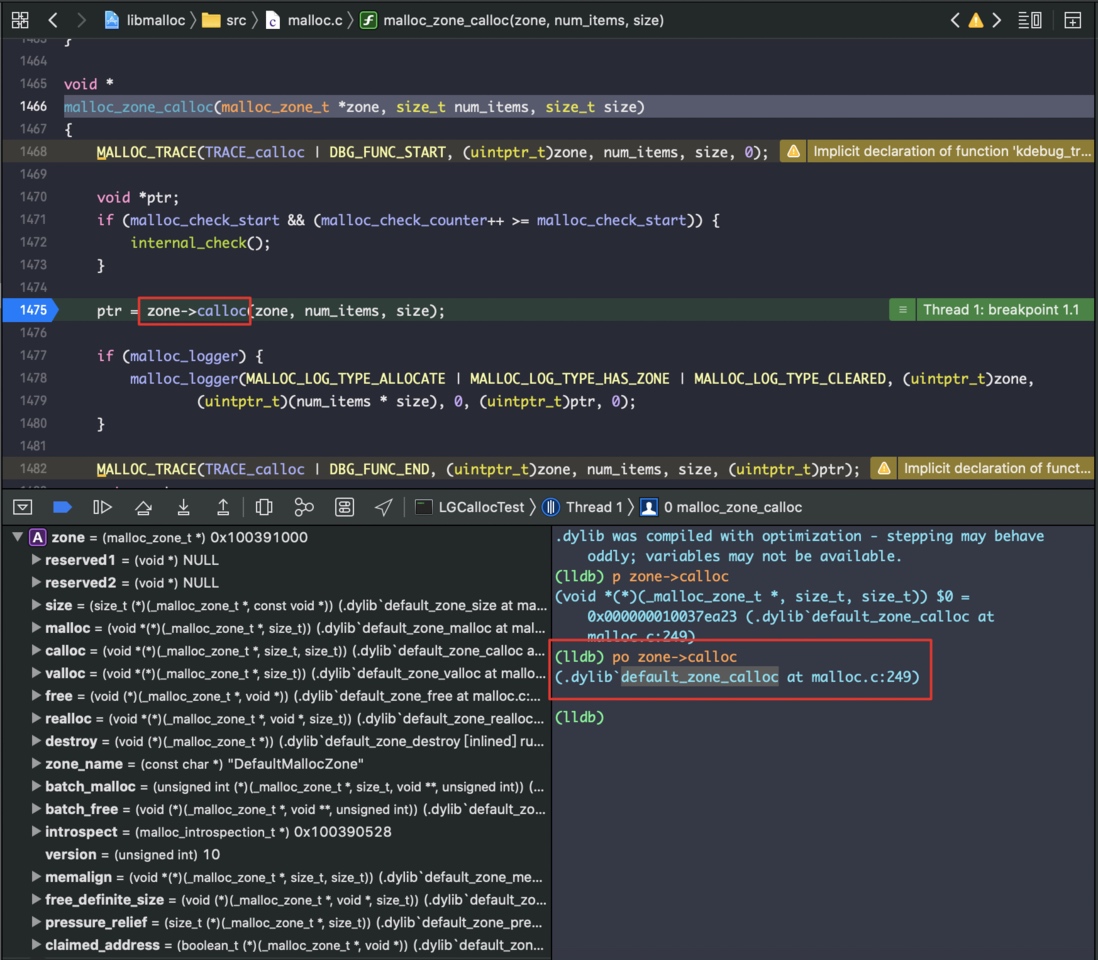 libmalloc 〉 src 〉 malloc.c 〉 malloc_zone_calloc(zone, num_items, size)
1463 }
1464
1465 void *
1466 malloc_zone_calloc(malloc_zone_t *zone, size_t num_items, size_t size)
1467 {
1468 MALLOC_TRACE(TRACE_calloc | DBG_FUNC_START, (uintptr_t)zone, num_items, size, 0); Implicit declaration of function 'kdebug_tr...
1469
1470 void *ptr;
1471 if (malloc_check_start && (malloc_check_counter++ >= malloc_check_start)) {
1472 internal_check();
1473 }
1474
1475 ptr = zone->calloc(zone, num_items, size); Thread 1: breakpoint 1.1
1476
1477 if (malloc_logger) {
1478 malloc_logger(MALLOC_LOG_TYPE_ALLOCATE | MALLOC_LOG_TYPE_HAS_ZONE | MALLOC_LOG_TYPE_CLEARED, (uintptr_t)zone,
1479 (uintptr_t)(num_items * size), 0, (uintptr_t)ptr, 0);
1480 }
1481
1482 MALLOC_TRACE(TRACE_calloc | DBG_FUNC_END, (uintptr_t)zone, num_items, size, (uintptr_t)ptr); Implicit declaration of funct...
LGCallocTest 〉 Thread 1 〉 0 malloc_zone_calloc
A zone = (malloc_zone_t *) 0x100391000
reserved1 = (void *) NULL
reserved2 = (void *) NULL
size = (size_t (*)(_malloc_zone_t *, const void *)) (.dylib`default_zone_size at ma...
malloc = (void *(*)(_malloc_zone_t *, size_t)) (.dylib`default_zone_malloc at mal...
calloc = (void *(*)(_malloc_zone_t *, size_t, size_t)) (.dylib`default_zone_calloc a...
valloc = (void *(*)(_malloc_zone_t *, size_t)) (.dylib`default_zone_valloc at mallo...
free = (void (*)(_malloc_zone_t *, void *)) (.dylib`default_zone_free at malloc.c:...
realloc = (void *(*)(_malloc_zone_t *, void *, size_t)) (.dylib`default_zone_realloc...
destroy = (void (*)(_malloc_zone_t *)) (.dylib`default_zone_destroy [inlined] ru...
zone_name = (const char *) "DefaultMallocZone"
batch_malloc = (unsigned int (*)(_malloc_zone_t *, size_t, void **, unsigned int)) (...
batch_free = (void (*)(_malloc_zone_t *, void **, unsigned int)) (.dylib`default_zo...
introspect = (malloc_introspection_t *) 0x100390528
version = (unsigned int) 10
memalign = (void *(*)(_malloc_zone_t *, size_t, size_t)) (.dylib`default_zone_me...
free_definite_size = (void (*)(_malloc_zone_t *, void *, size_t)) (.dylib`default_zo...
pressure_relief = (size_t (*)(_malloc_zone_t *, size_t)) (.dylib`default_zone_pre...
claimed_address = (boolean_t (*)(_malloc_zone_t *, void *)) (.dylib`default_zon...
.dylib was compiled with optimization - stepping may behave
oddly; variables may not be available.
(lldb) p zone->calloc
(void *(*)(_malloc_zone_t *, size_t, size_t)) $0 =
0x000000010037ea23 (.dylib`default_zone_calloc at
malloc.c:249)
(lldb) po zone->calloc
(.dylib`default_zone_calloc at malloc.c:249)
(lldb)